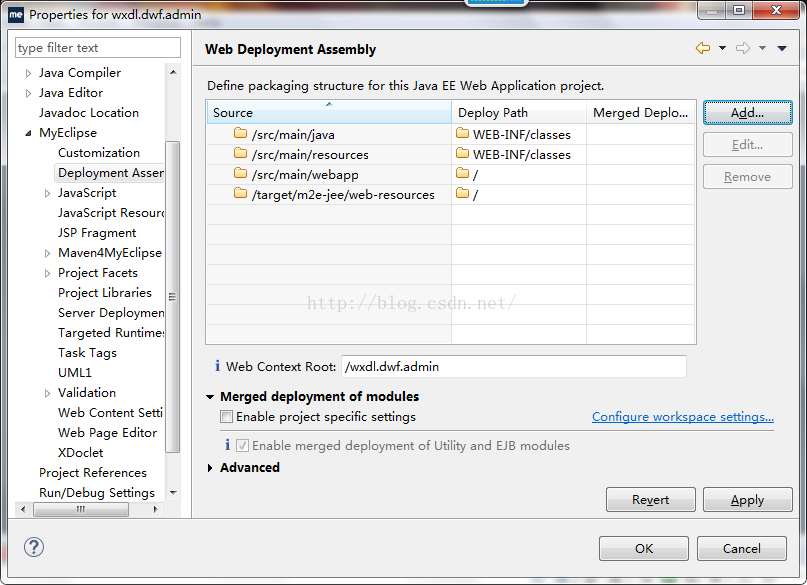 me Properties for wxdl.dwf.admin
type filter text
Java Compiler
Java Editor
Javadoc Location
MyEclipse
Customization
Deployment Assem
JavaScript
JavaScript Resourc
JSP Fragment
Maven4MyEclipse
Project Facets
Project Libraries
Server Deploymen
Targeted Runtimes
Task Tags
UML1
Validation
Web Content Setti
Web Page Editor
XDoclet
Project References
Run/Debug Settings
Web Deployment Assembly
Define packaging structure for this Java EE Web Application project.
Source Deploy Path Merged Deplo...
/src/main/java WEB-INF/classes
/src/main/resources WEB-INF/classes
/src/main/webapp /
/target/m2e-jee/web-resources /
http://blog.csdn.net/
Add...
Edit...
Remove
Web Context Root: /wxdl.dwf.admin
Merged deployment of modules
Enable project specific settings Configure workspace settings...
Enable merged deployment of Utility and EJB modules
Advanced
Revert Apply
? OK Cancel